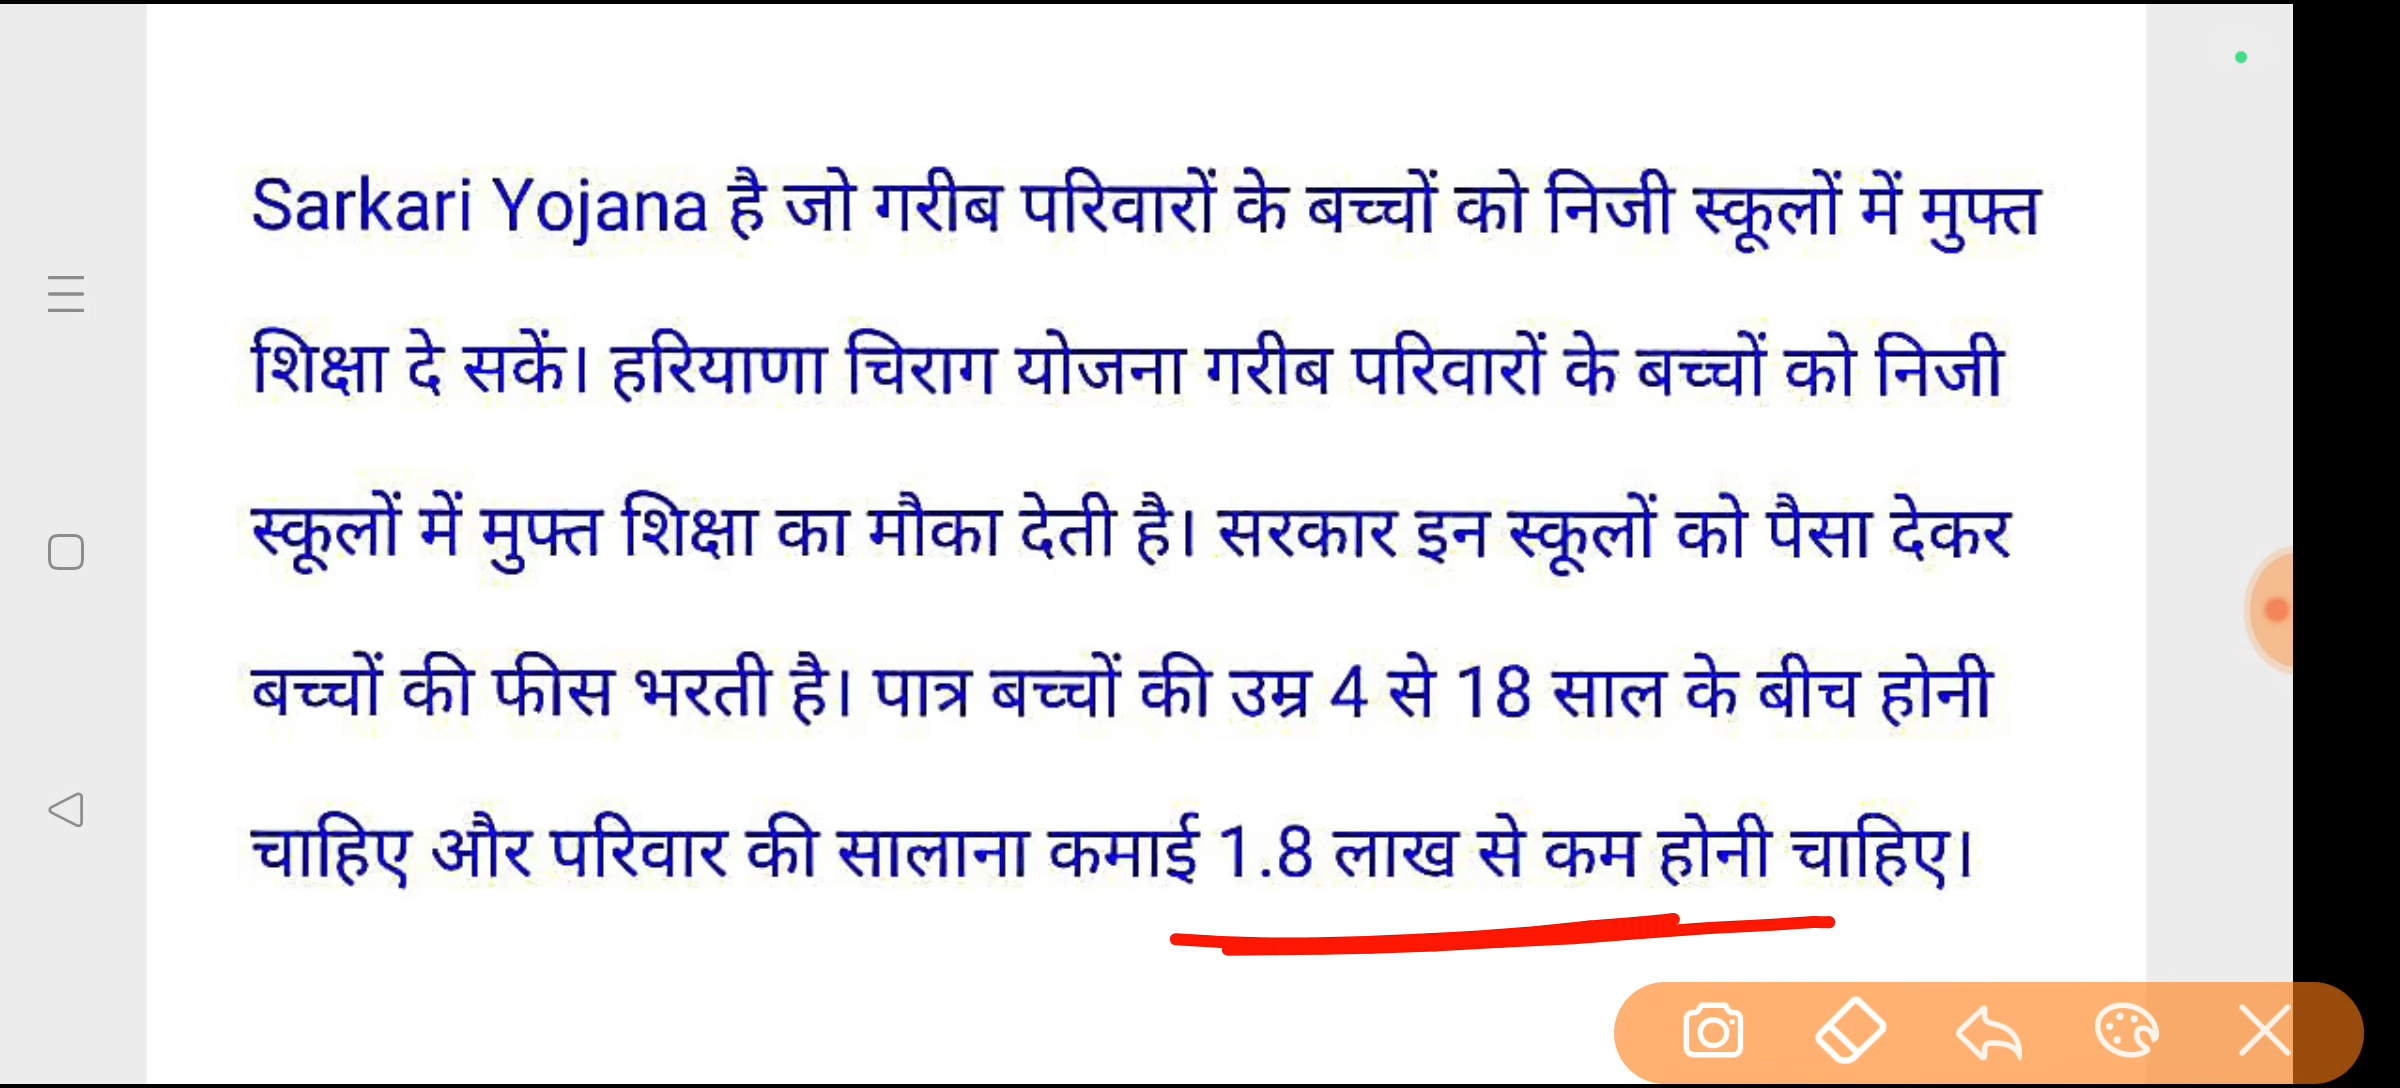 Sarkari Yojana है जो गरीब परिवारों के बच्चों को निजी स्कूलों में मुफ्त
शिक्षा दे सकें। हरियाणा चिराग योजना गरीब परिवारों के बच्चों को निजी
स्कूलों में मुफ्त शिक्षा का मौका देती है। सरकार इन स्कूलों को पैसा देकर
बच्चों की फीस भरती है। पात्र बच्चों की उम्र 4 से 18 साल के बीच होनी
चाहिए और परिवार की सालाना कमाई 1.8 लाख से कम होनी चाहिए।